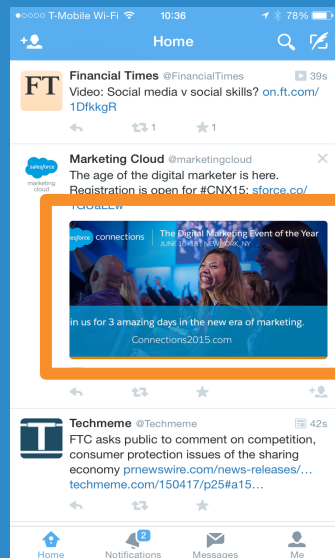 T-Mobile Wi-Fi 10:36 78%
Home
FT
Financial Times @FinancialTimes 39s
Video: Social media v social skills? on.ft.com/
1DfkkgR
1 1
salesforce
marketing
cloud
Marketing Cloud @marketingcloud
The age of the digital marketer is here.
Registration is open for #CNX15: sforce.co/
connections The Digital Marketing Event of the Year
JUNE 16-18 | NEW YORK, NY
in us for 3 amazing days in the new era of marketing.
Connections2015.com
Techmeme @Techmeme 42s
FTC asks public to comment on competition,
consumer protection issues of the sharing
economy prnewswire.com/news-releases/…
techmeme.com/150417/p25#a15…
2
Home Notifications Messages Me